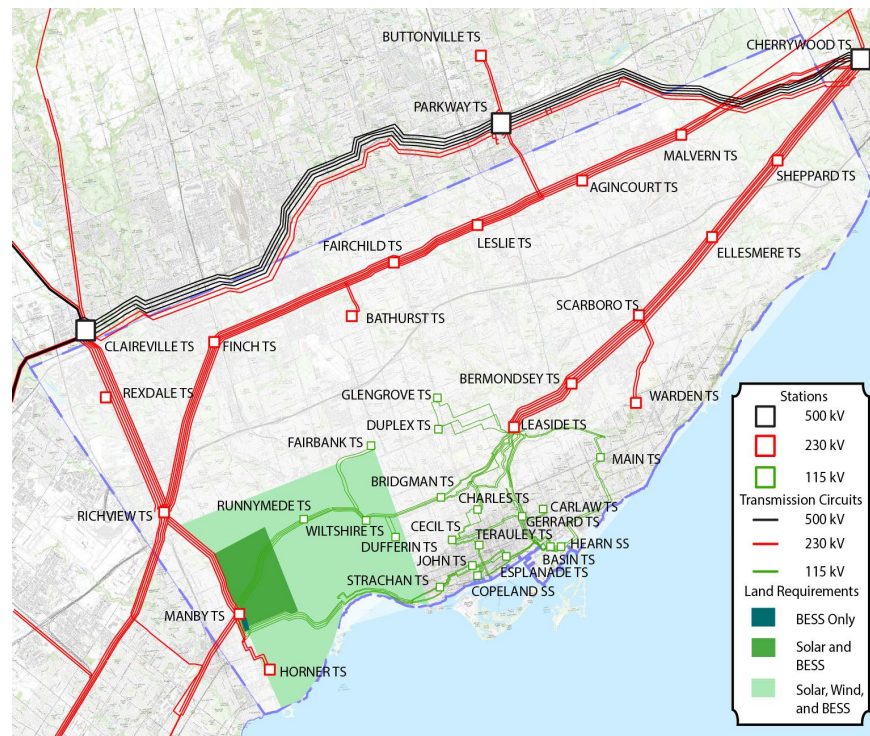 BUTTONVILLE TS
CHERRYWOOD TS
PARKWAY TS
MALVERN TS
SHEPPARD TS
AGINCOURT TS
LESLIE TS
FAIRCHILD TS
ELLESMERE TS
SCARBORO TS
BATHURST TS
CLAIREVILLE TS
FINCH TS
REXDALE TS
BERMONDSEY TS
GLENGROVE TS
WARDEN TS
DUPLEX TS
LEASIDE TS
FAIRBANK TS
MAIN TS
BRIDGMAN TS
CHARLES TS
RUNNYMEDE TS
CARLAW TS
RICHVIEW TS
WILTSHIRE TS
CECIL TS
GERRARD TS
TERAULEY TS
DUFFERIN TS
HEARN SS
JOHN TS
BASIN TS
ESPLANADE TS
STRACHAN TS
COPELAND SS
MANBY TS
HORNER TS
Stations
500 kV
230 kV
115 kV
Transmission Circuits
500 kV
230 kV
115 kV
Land Requirements
BESS Only
Solar and
BESS
Solar, Wind,
and BESS